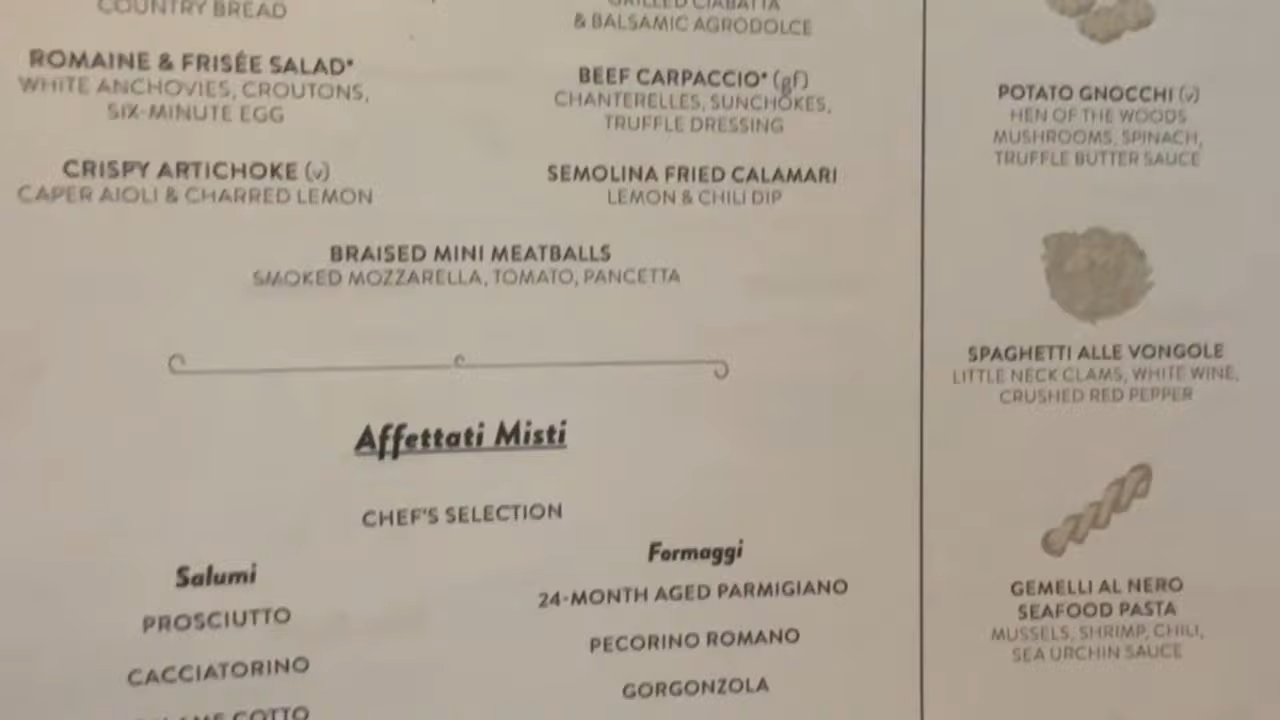 COUNTRY BREAD
ROMAINE & FRISÉE SALAD*
WHITE ANCHOVIES, CROUTONS,
SIX-MINUTE EGG
CRISPY ARTICHOKE (v)
CAPER AIOLI & CHARRED LEMON
GRILLED CIABATTA
& BALSAMIC AGRODOLCE
BEEF CARPACCIO* (gf)
CHANTERELLES, SUNCHOKES,
TRUFFLE DRESSING
SEMOLINA FRIED CALAMARI
LEMON & CHILI DIP
BRAISED MINI MEATBALLS
SMOKED MOZZARELLA, TOMATO, PANCETTA
Affettati Misti
CHEF'S SELECTION
Salumi
PROSCIUTTO
CACCIATORINO
COTTO
Formaggi
24-MONTH AGED PARMIGIANO
PECORINO ROMANO
GORGONZOLA
POTATO GNOCCHI (v)
HEN OF THE WOODS
MUSHROOMS, SPINACH,
TRUFFLE BUTTER SAUCE
SPAGHETTI ALLE VONGOLE
LITTLE NECK CLAMS, WHITE WINE,
CRUSHED RED PEPPER
GEMELLI AL NERO
SEAFOOD PASTA
MUSSELS, SHRIMP, CHILI,
SEA URCHIN SAUCE